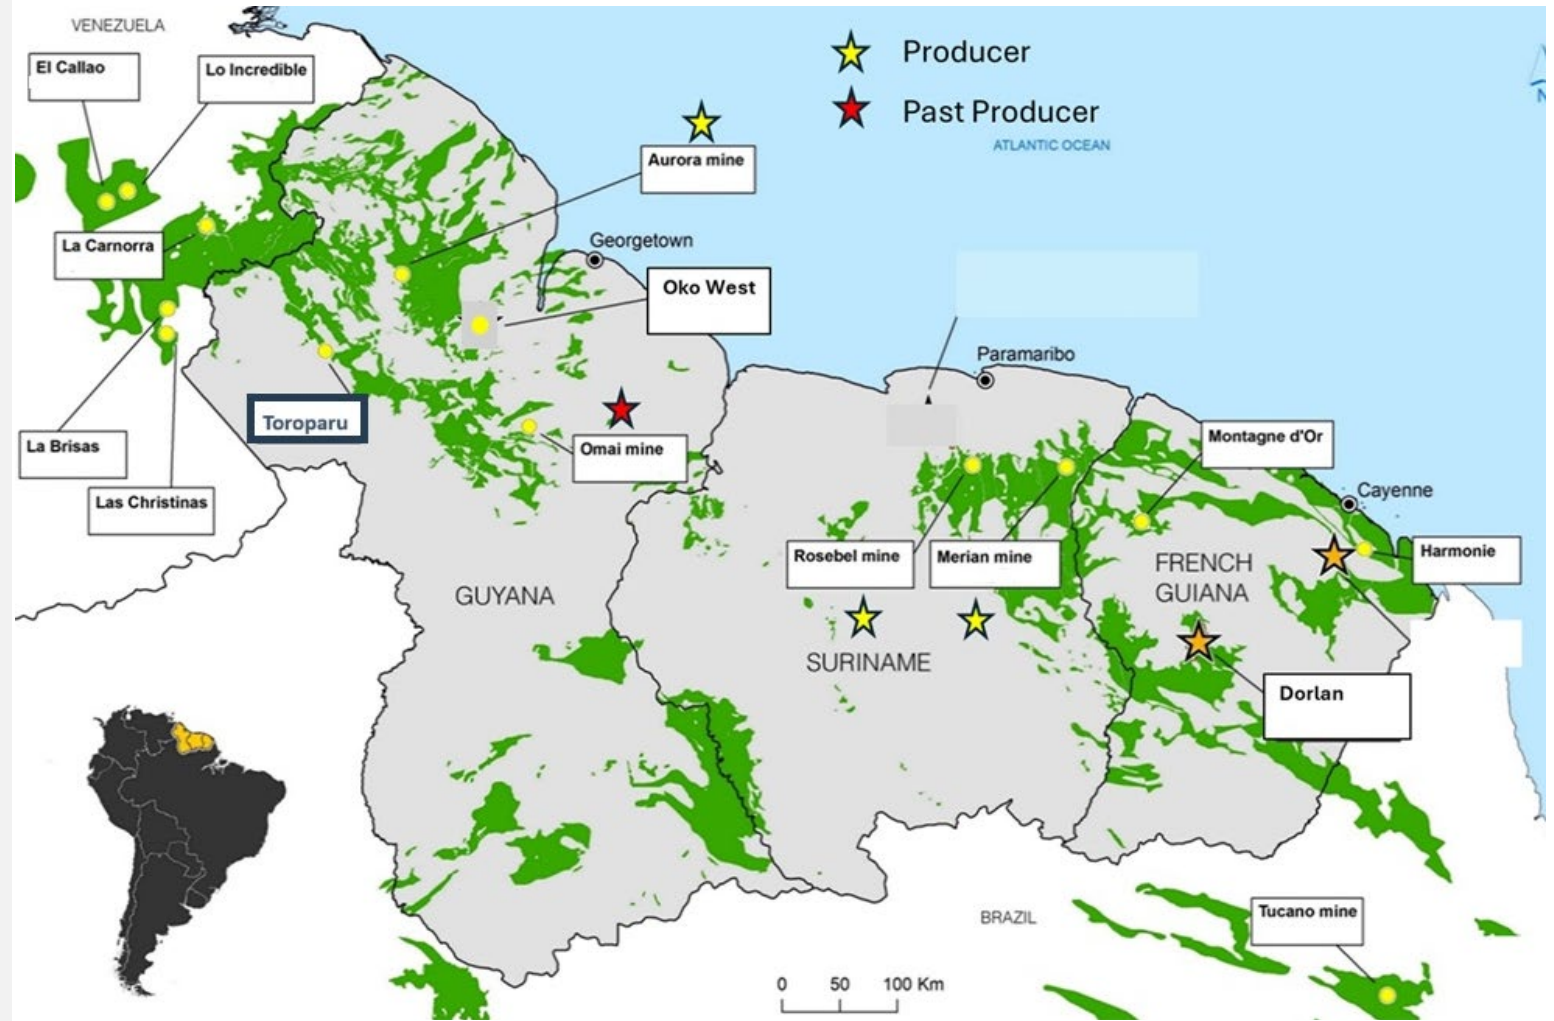 VENEZUELA
El Callao
Lo Incredible
Producer
Past Producer
ATLANTIC OCEAN
N
Aurora mine
La Carnorra
Georgetown
Oko West
Paramaribo
Toroparu
La Brisas
Las Christinas
Omai mine
Montagne d'Or
Cayenne
Rosebel mine
Merian mine
Harmonie
FRENCH
GUIANA
GUYANA
SURINAME
Dorlan
BRAZIL
Tucano mine
0 50 100 Km